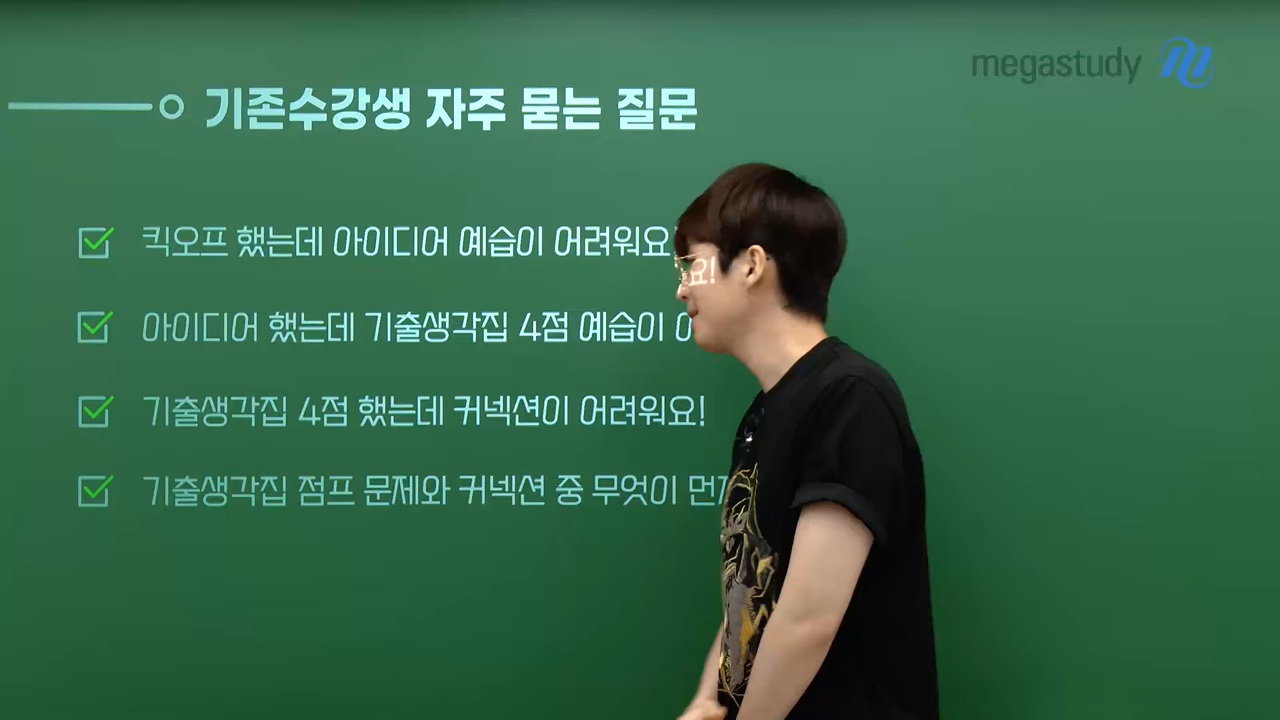 megastudy
기존수강생 자주 묻는 질문
킥오프 했는데 아이디어 예습이 어려워요!
아이디어 했는데 기출생각집 4점 예습이 요!
기출생각집 4점 했는데 커넥션이 어려워요!
기출생각집 점프 문제와 커넥션 중 무엇이